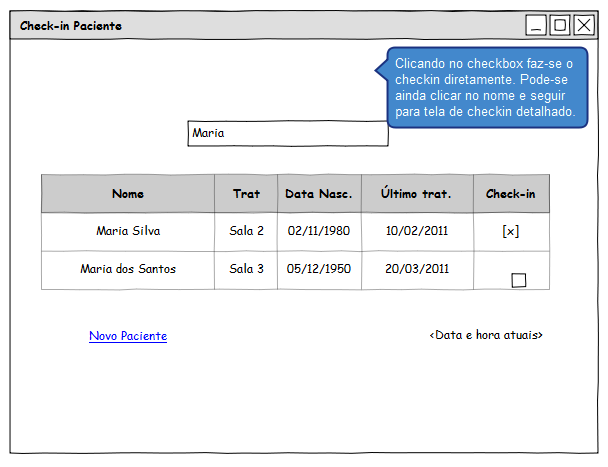 Check-in Paciente
Clicando no checkbox faz-se o
checkin diretamente. Pode-se
ainda clicar no nome e seguir
para tela de checkin detalhado.
Maria
Nome Trat Data Nasc. Último trat. Check-in
Maria Silva Sala 2 02/11/1980 10/02/2011 [x]
Maria dos Santos Sala 3 05/12/1950 20/03/2011
Novo Paciente <Data e hora atuais>